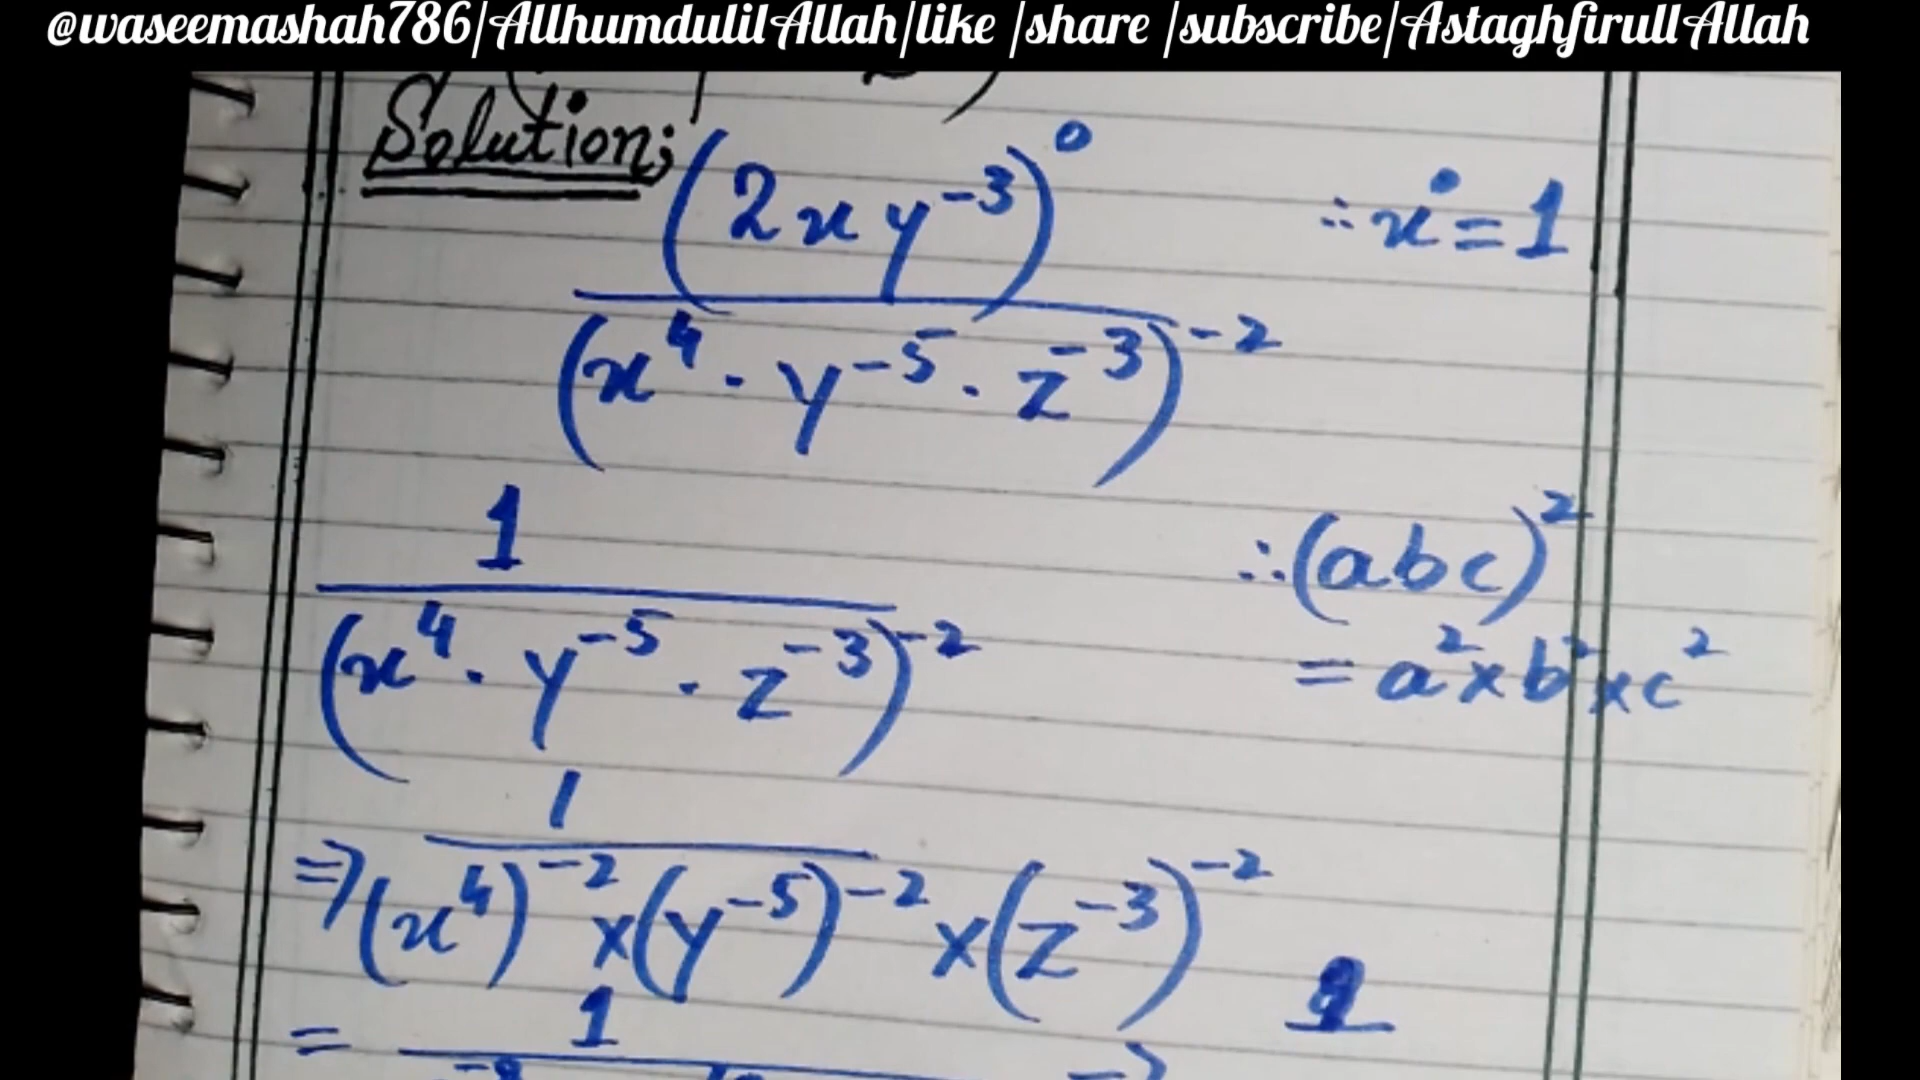 @waseemashah786/AllhumdulilAllah/like /share /subscribe/AstaghfirullAllah
Solution;
(2xy⁻³)⁰ ∵ x⁰ = 1
(x⁴ · y⁻⁵ · z⁻³)⁻²
1
(x⁴ · y⁻⁵ · z⁻³)⁻² ∴ (abc)²
= a² × b² × c²
1
⇒ (x⁴)⁻² × (y⁻⁵)⁻² × (z⁻³)⁻²
= 1